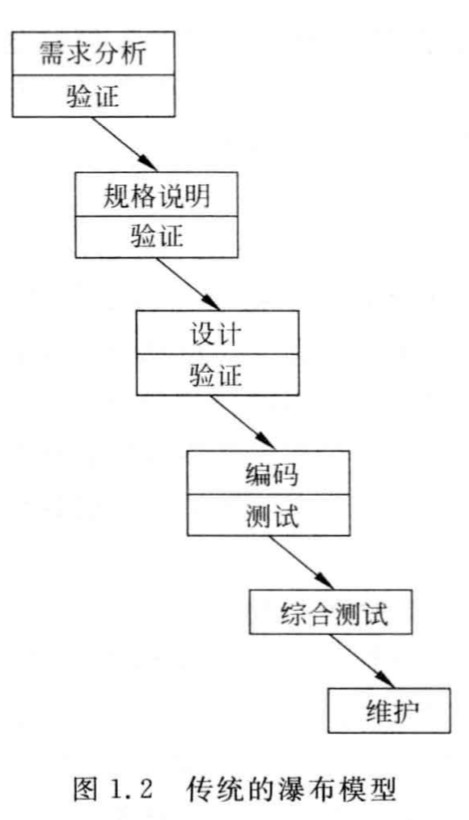 需求分析
验证
规格说明
验证
设计
验证
编码
测试
综合测试
维护
图 1.2 传统的瀑布模型